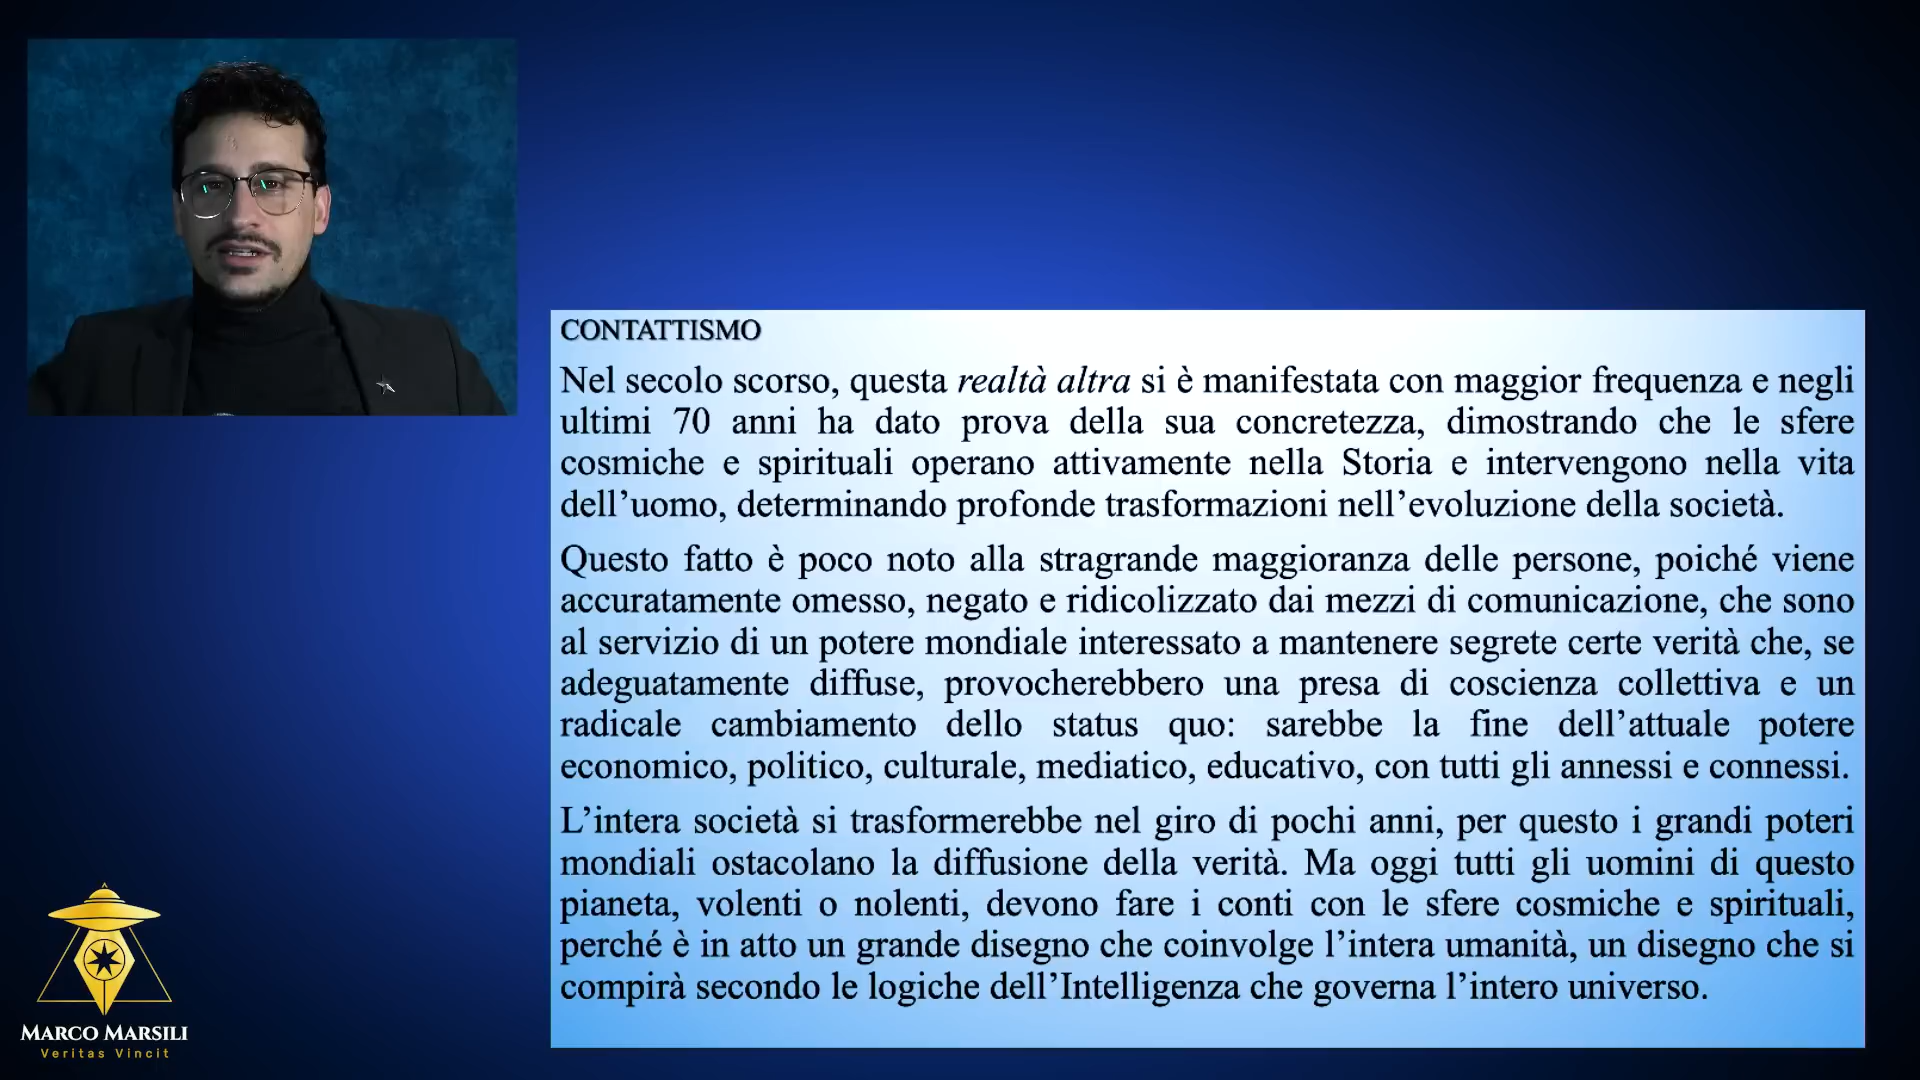 CONTATTISMO
Nel secolo scorso, questa realtà altra si è manifestata con maggior frequenza e negli
ultimi 70 anni ha dato prova della sua concretezza, dimostrando che le sfere
cosmiche e spirituali operano attivamente nella Storia e intervengono nella vita
dell’uomo, determinando profonde trasformazioni nell’evoluzione della società.
Questo fatto è poco noto alla stragrande maggioranza delle persone, poiché viene
accuratamente omesso, negato e ridicolizzato dai mezzi di comunicazione, che sono
al servizio di un potere mondiale interessato a mantenere segrete certe verità che, se
adeguatamente diffuse, provocherebbero una presa di coscienza collettiva e un
radicale cambiamento dello status quo: sarebbe la fine dell’attuale potere
economico, politico, culturale, mediatico, educativo, con tutti gli annessi e connessi.
L’intera società si trasformerebbe nel giro di pochi anni, per questo i grandi poteri
mondiali ostacolano la diffusione della verità. Ma oggi tutti gli uomini di questo
pianeta, volenti o nolenti, devono fare i conti con le sfere cosmiche e spirituali,
perché è in atto un grande disegno che coinvolge l’intera umanità, un disegno che si
compirà secondo le logiche dell’Intelligenza che governa l’intero universo.
MARCO MARSILI
Veritas Vincit